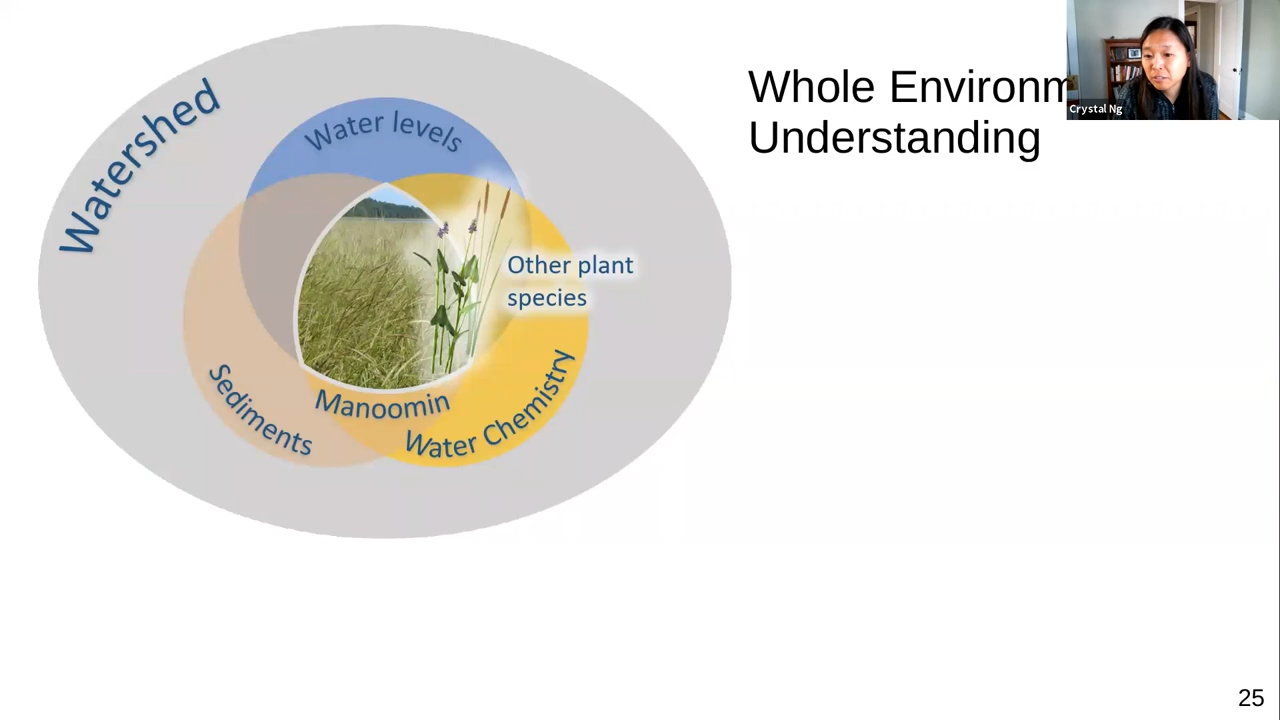 Whole Environm
Understanding
Crystal Ng
Watershed
Water levels
Other plant
species
Sediments
Manoomin
Water Chemistry
25